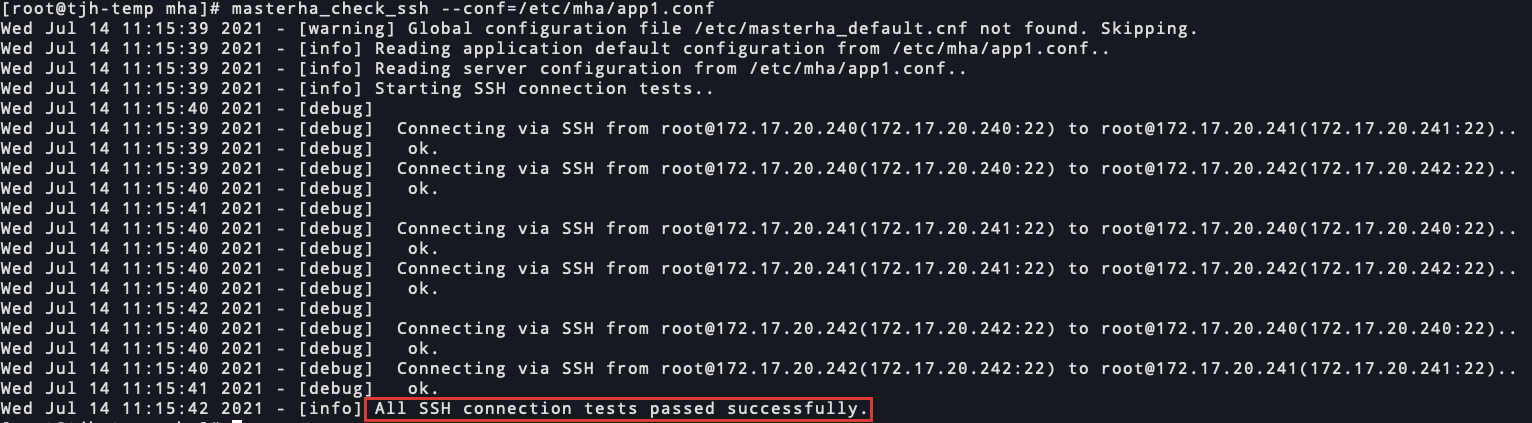 [root@tjh-temp mha]# masterha_check_ssh --conf=/etc/mha/app1.conf
Wed Jul 14 11:15:39 2021 - [warning] Global configuration file /etc/masterha_default.cnf not found. Skipping.
Wed Jul 14 11:15:39 2021 - [info] Reading application default configuration from /etc/mha/app1.conf..
Wed Jul 14 11:15:39 2021 - [info] Reading server configuration from /etc/mha/app1.conf..
Wed Jul 14 11:15:39 2021 - [info] Starting SSH connection tests..
Wed Jul 14 11:15:40 2021 - [debug]
Wed Jul 14 11:15:39 2021 - [debug]  Connecting via SSH from root@172.17.20.240(172.17.20.240:22) to root@172.17.20.241(172.17.20.241:22)..
Wed Jul 14 11:15:39 2021 - [debug]   ok.
Wed Jul 14 11:15:39 2021 - [debug]  Connecting via SSH from root@172.17.20.240(172.17.20.240:22) to root@172.17.20.242(172.17.20.242:22)..
Wed Jul 14 11:15:40 2021 - [debug]   ok.
Wed Jul 14 11:15:41 2021 - [debug]
Wed Jul 14 11:15:40 2021 - [debug]  Connecting via SSH from root@172.17.20.241(172.17.20.241:22) to root@172.17.20.240(172.17.20.240:22)..
Wed Jul 14 11:15:40 2021 - [debug]   ok.
Wed Jul 14 11:15:40 2021 - [debug]  Connecting via SSH from root@172.17.20.241(172.17.20.241:22) to root@172.17.20.242(172.17.20.242:22)..
Wed Jul 14 11:15:40 2021 - [debug]   ok.
Wed Jul 14 11:15:42 2021 - [debug]
Wed Jul 14 11:15:40 2021 - [debug]  Connecting via SSH from root@172.17.20.242(172.17.20.242:22) to root@172.17.20.240(172.17.20.240:22)..
Wed Jul 14 11:15:40 2021 - [debug]   ok.
Wed Jul 14 11:15:40 2021 - [debug]  Connecting via SSH from root@172.17.20.242(172.17.20.242:22) to root@172.17.20.241(172.17.20.241:22)..
Wed Jul 14 11:15:41 2021 - [debug]   ok.
Wed Jul 14 11:15:42 2021 - [info] All SSH connection tests passed successfully.